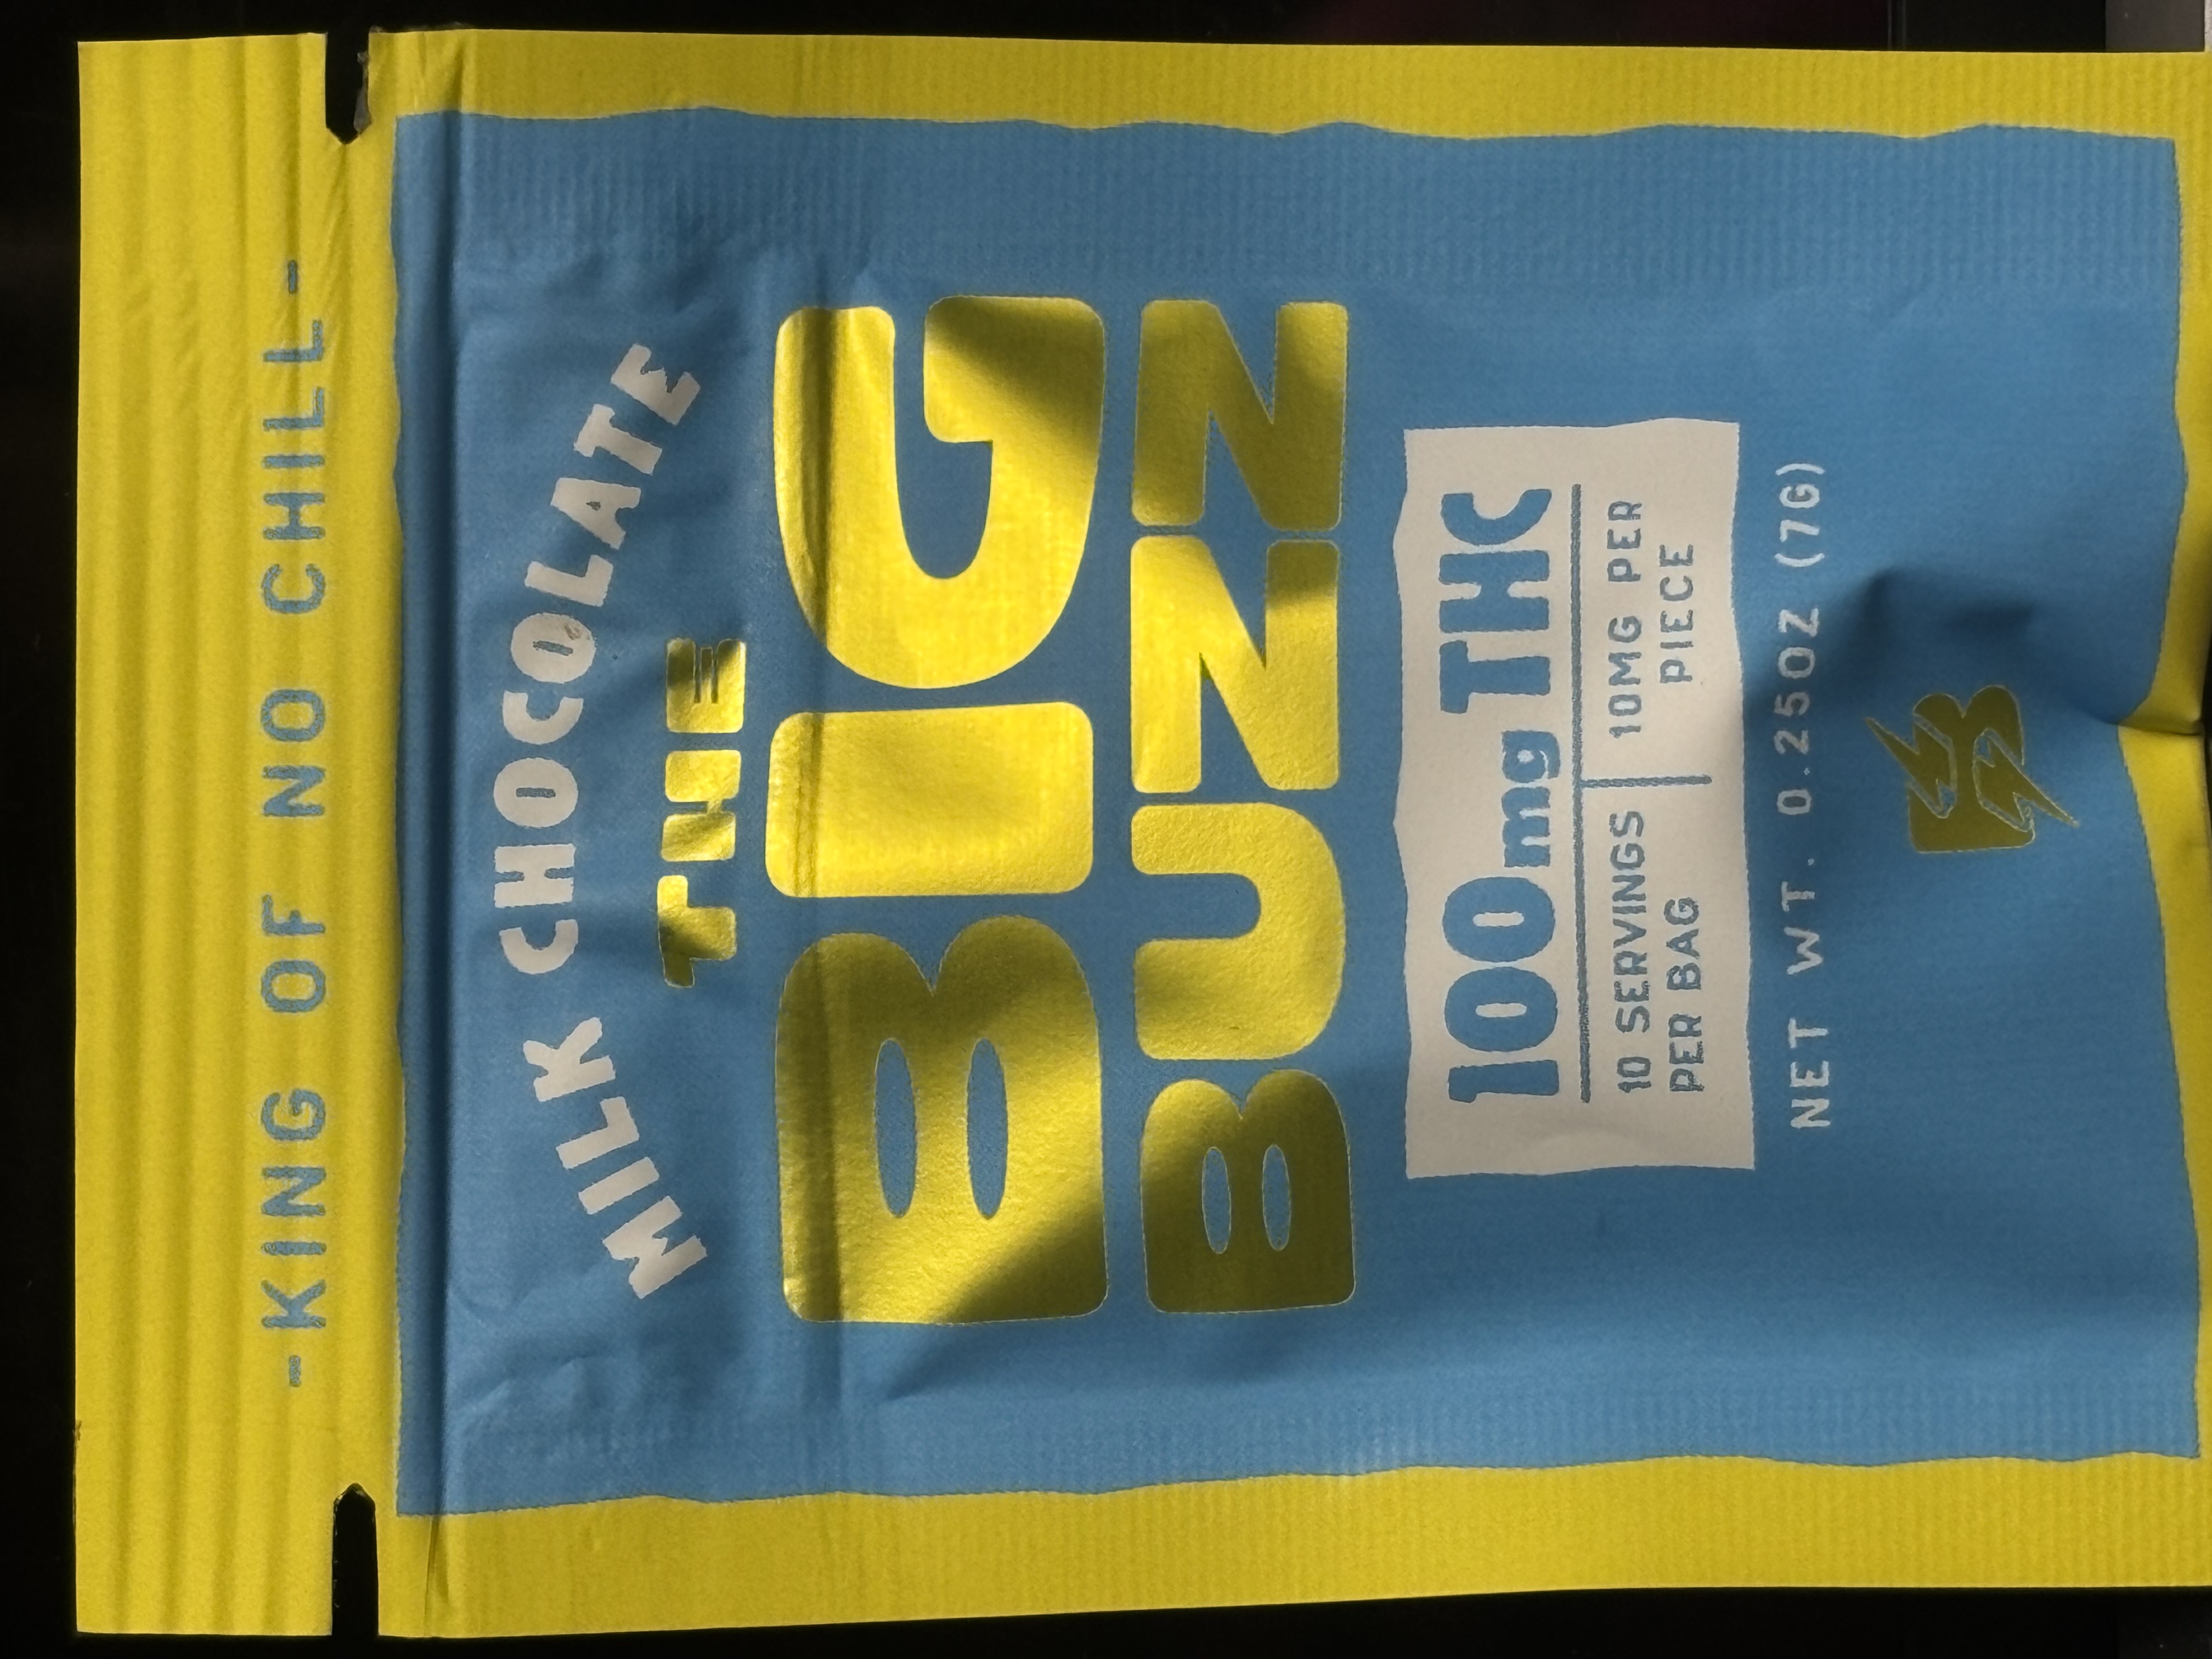 -KING OF NO CHILL-
MILK CHOCOLATE
THE
BIG
BUNN
100mg THC
10 SERVINGS
PER BAG
10MG PER
PIECE
NET WT. 0.25OZ (7G)
B